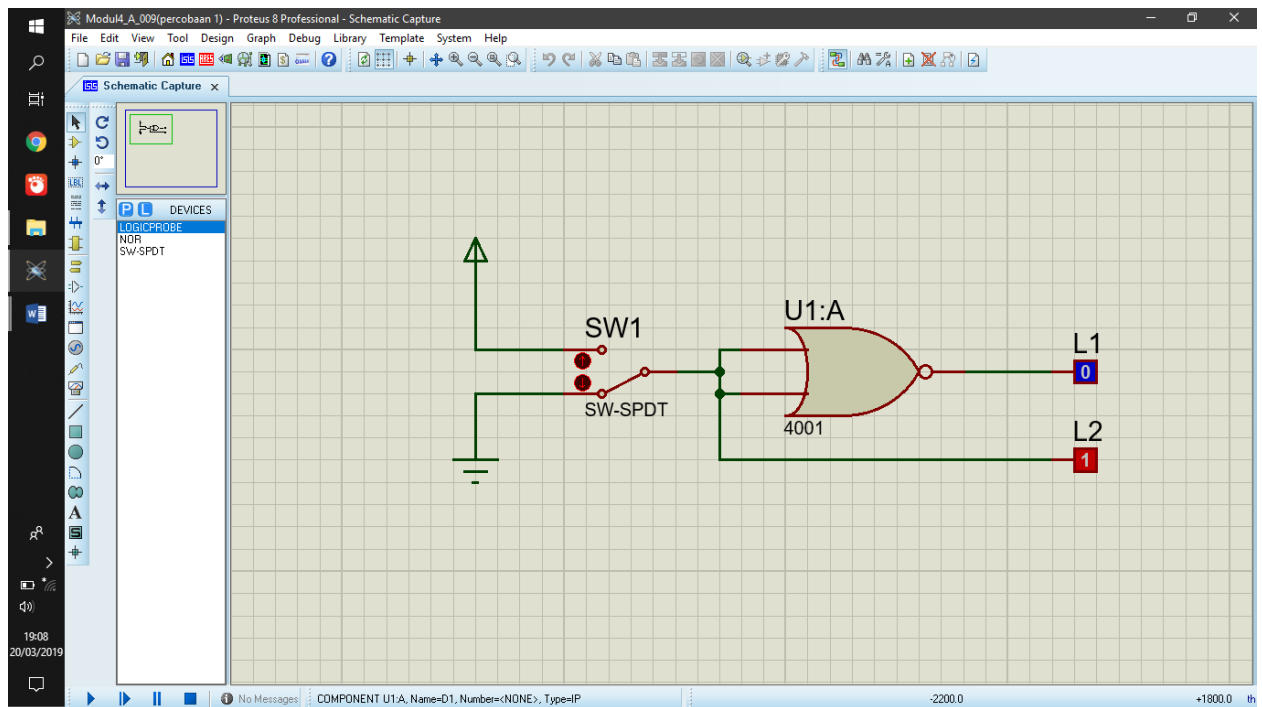 Modul4_A_009(percobaan 1) - Proteus 8 Professional - Schematic Capture
File Edit View Tool Design Graph Debug Library Template System Help
Schematic Capture x
0°
LBL
P L DEVICES
LOGICPROBE
NOR
SW-SPDT
U1:A
SW1
L1
0
SW-SPDT
4001
L2
1
A
S
19:08
20/03/2019
No Messages COMPONENT U1:A, Name=D1, Number=<NONE>, Type=IP -2200.0 +1800.0 th